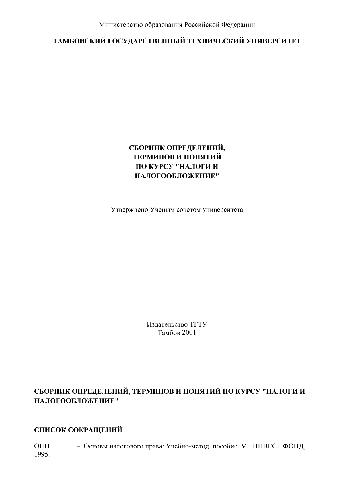 Министерство образования Российской Федерации
ТАМБОВСКИЙ ГОСУДАРСТВЕННЫЙ ТЕХНИЧЕСКИЙ УНИВЕРСИТЕТ
СБОРНИК ОПРЕДЕЛЕНИЙ,
ТЕРМИНОВ И ПОНЯТИЙ
ПО КУРСУ "НАЛОГИ И
НАЛОГООБЛОЖЕНИЕ"
Утверждено Ученым советом университета
Издательство ТГТУ
Тамбов 2001
СБОРНИК ОПРЕДЕЛЕНИЙ, ТЕРМИНОВ И ПОНЯТИЙ ПО КУРСУ "НАЛОГИ И
НАЛОГООБЛОЖЕНИЕ"
СПИСОК СОКРАЩЕНИЙ
ОНП – Основы налогового права: Учебно-метод. пособие. М. ФОНД,
1995.